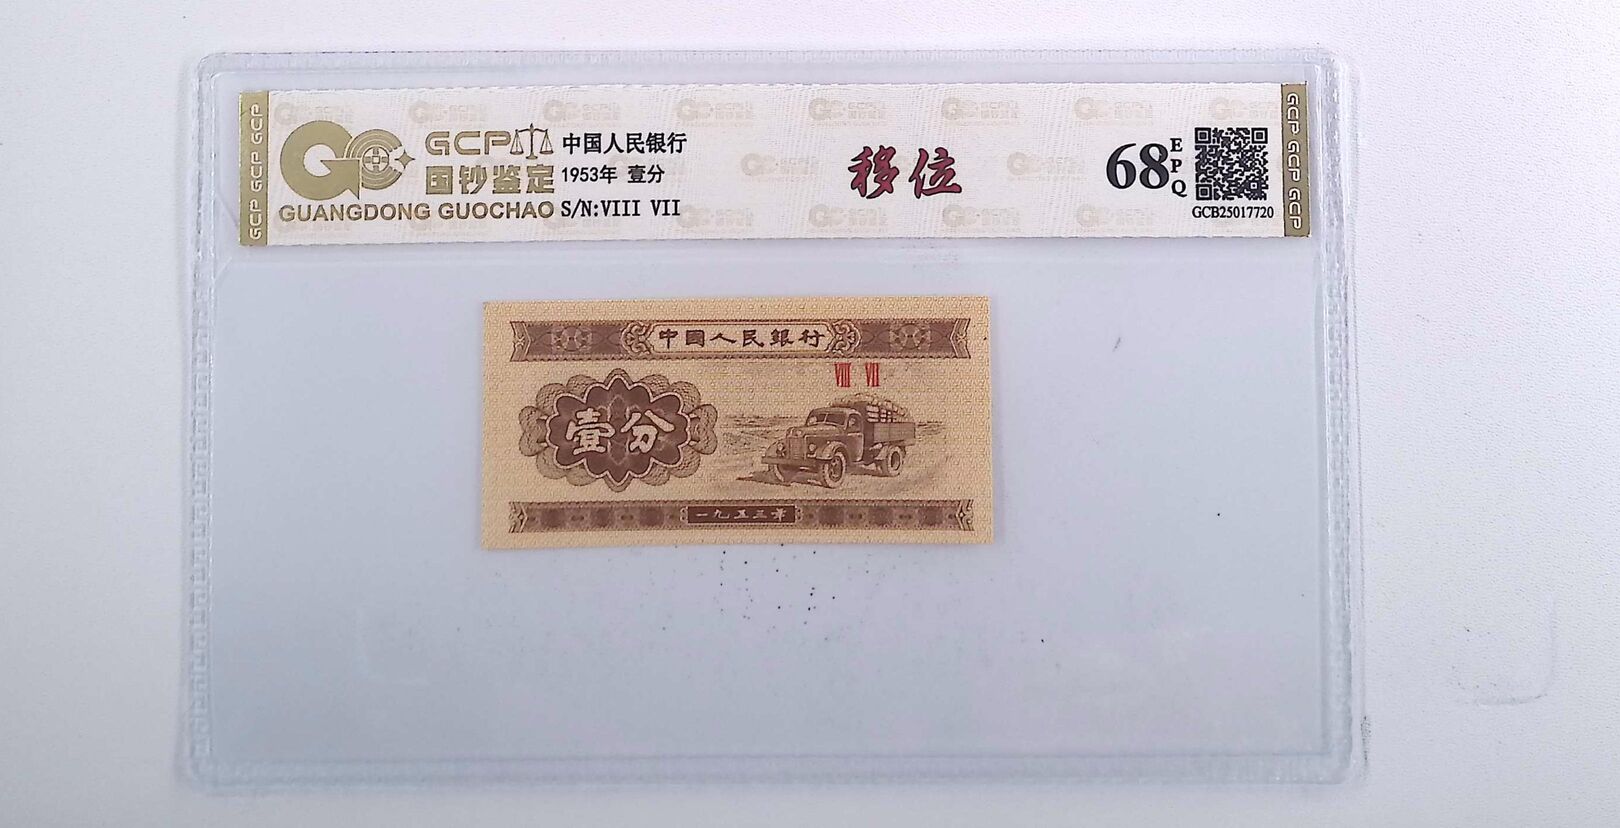 GCP GCP GCP
GCP
国钞鉴定
GUANGDONG GUOCHAO
中国人民银行
1953年 壹分
S/N:VIII VII
移位
68
EPQ
GCB25017720
GCP GCP GCP
中国人民銀行
VIII VII
壹分
一九五三年